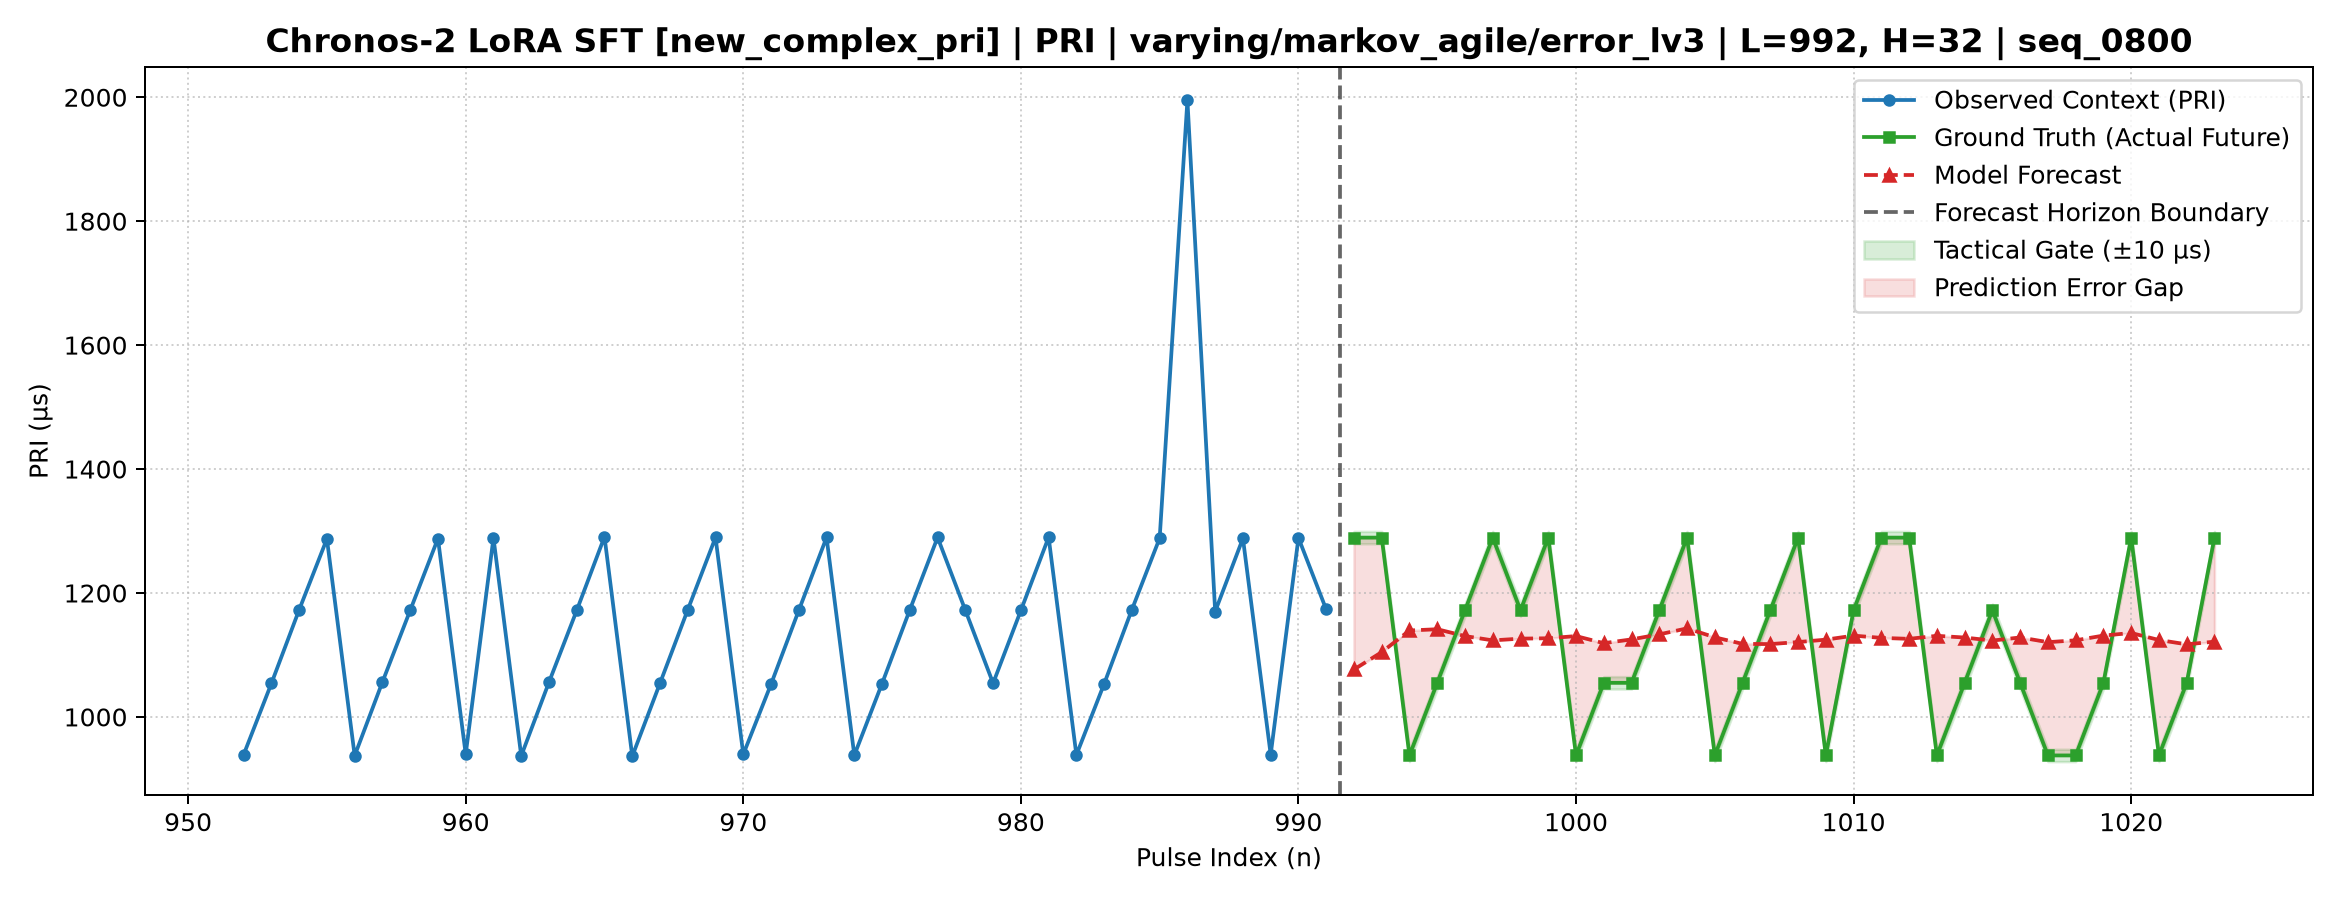 Chronos-2 LoRA SFT [new_complex_pri] | PRI | varying/markov_agile/error_lv3 | L=992, H=32 | seq_0800
Observed Context (PRI)
Ground Truth (Actual Future)
Model Forecast
Forecast Horizon Boundary
Tactical Gate (±10 μs)
Prediction Error Gap
PRI (μs)
2000
1800
1600
1400
1200
1000
950
960
970
980
990
1000
1010
1020
Pulse Index (n)